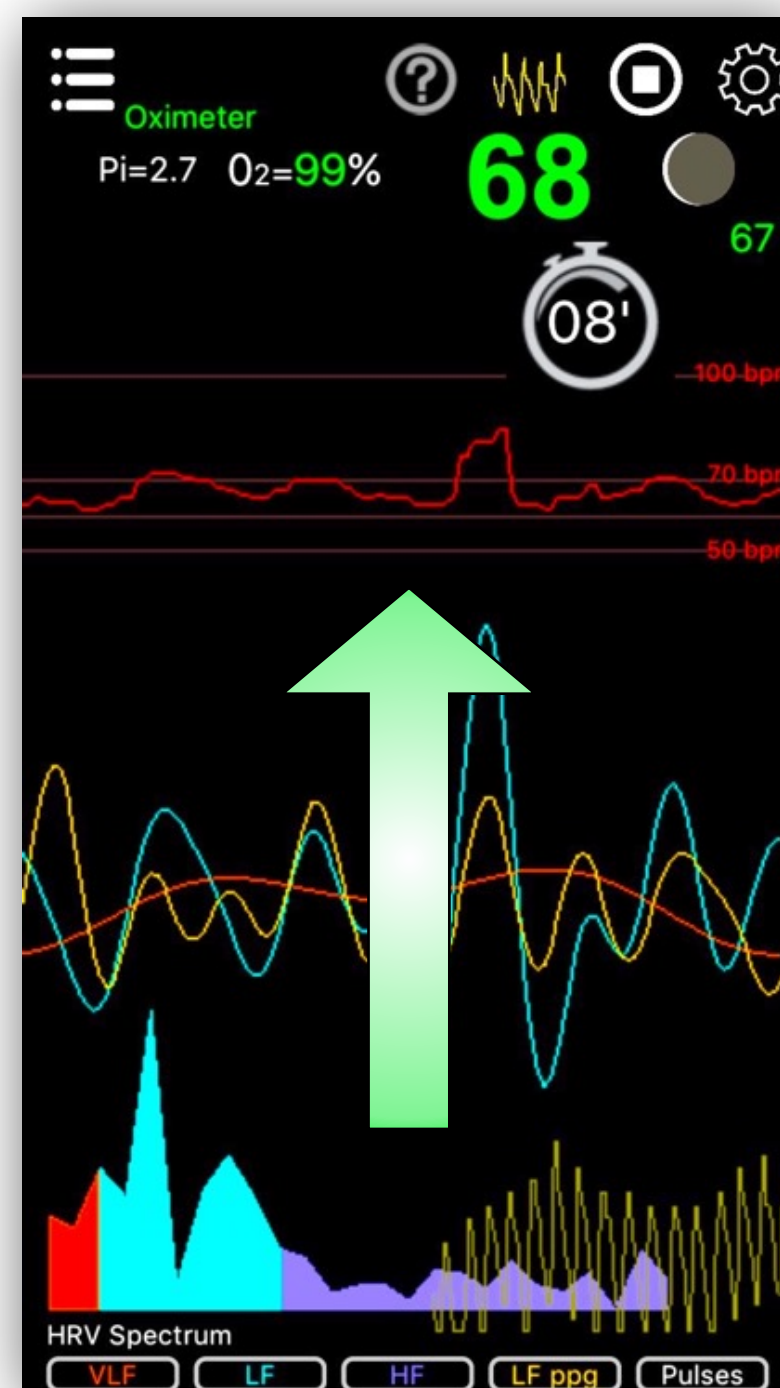 Oximeter
Pi=2.7 O2=99% 68
67
08'
100 bpm
70 bpm
50 bpm
HRV Spectrum
VLF LF HF LF ppg Pulses